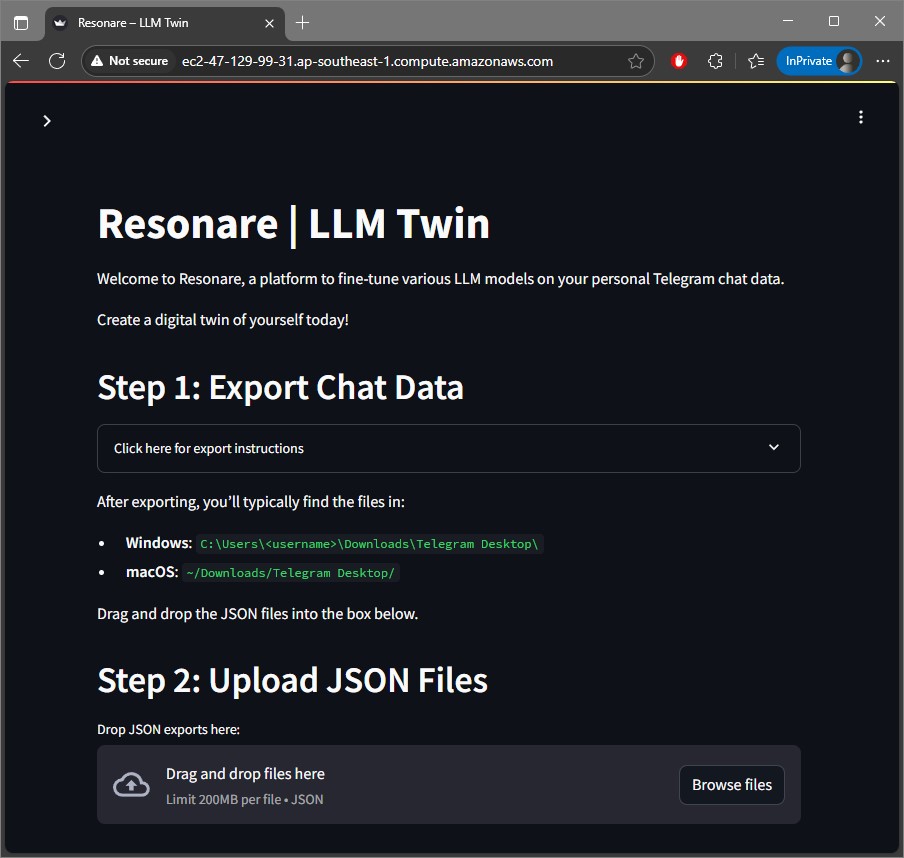 Resonare – LLM Twin
Not secure ec2-47-129-99-31.ap-southeast-1.compute.amazonaws.com InPrivate
Resonare | LLM Twin
Welcome to Resonare, a platform to fine-tune various LLM models on your personal Telegram chat data.
Create a digital twin of yourself today!
Step 1: Export Chat Data
Click here for export instructions
After exporting, you’ll typically find the files in:
• Windows: C:\Users\<username>\Downloads\Telegram Desktop\
• macOS: ~/Downloads/Telegram Desktop/
Drag and drop the JSON files into the box below.
Step 2: Upload JSON Files
Drop JSON exports here:
Drag and drop files here
Limit 200MB per file • JSON
Browse files